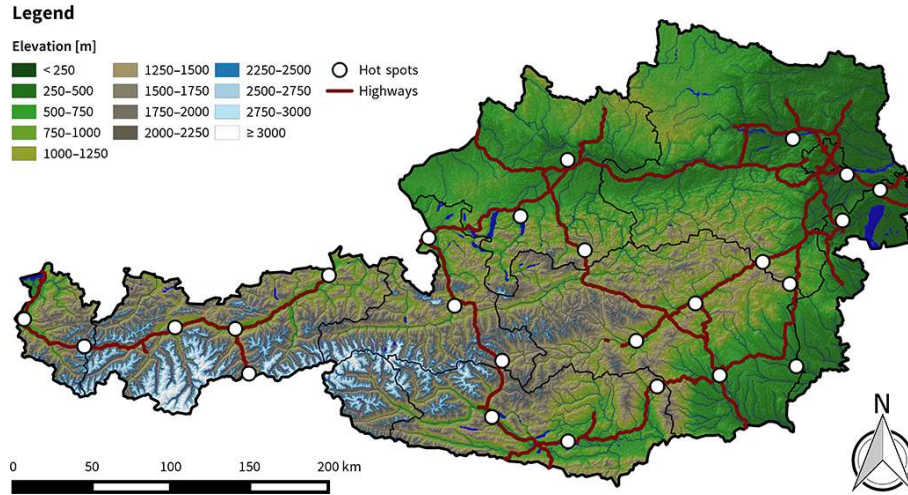 Legend
Elevation [m]
< 250
250–500
500–750
750–1000
1000–1250
1250–1500
1500–1750
1750–2000
2000–2250
2250–2500
2500–2750
2750–3000
≥ 3000
Hot spots
Highways
N
0 50 100 150 200 km